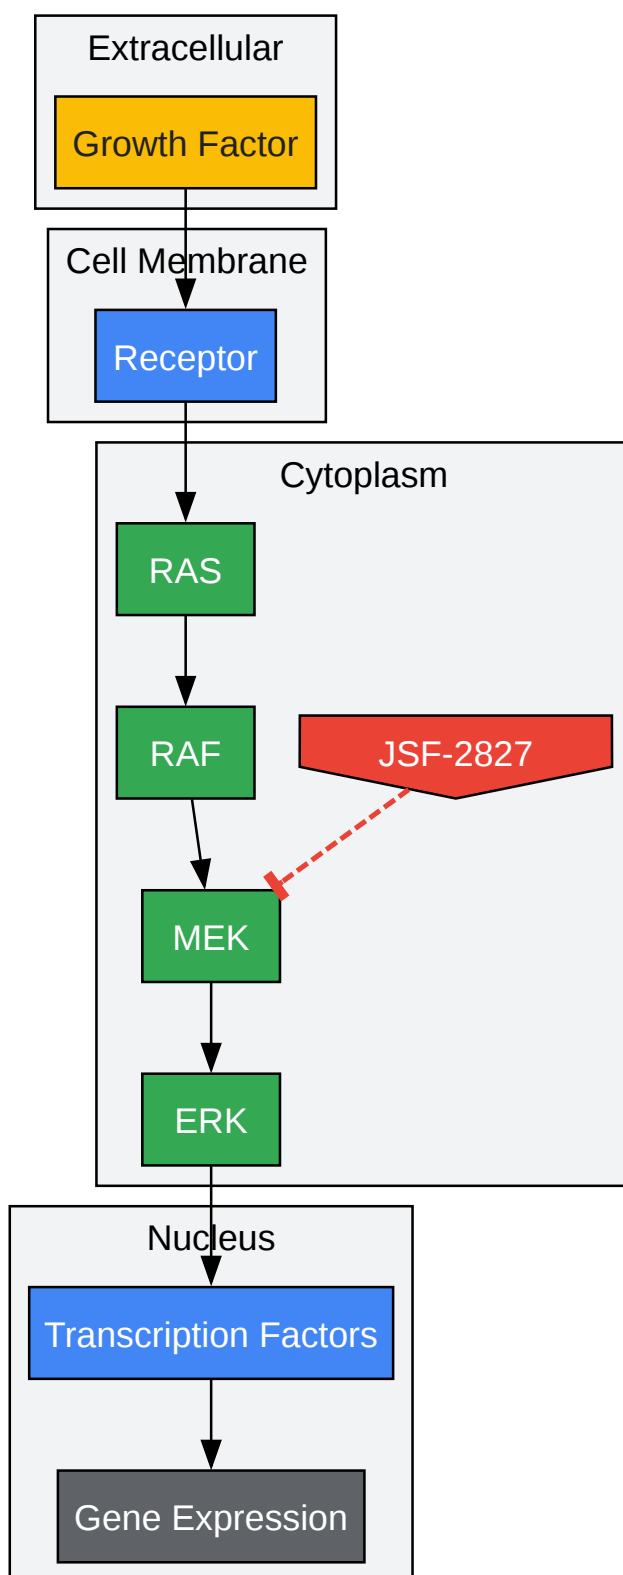 Extracellular
Growth Factor
Cell Membrane
Receptor
Cytoplasm
RAS
RAF
JSF-2827
MEK
ERK
Nucleus
Transcription Factors
Gene Expression